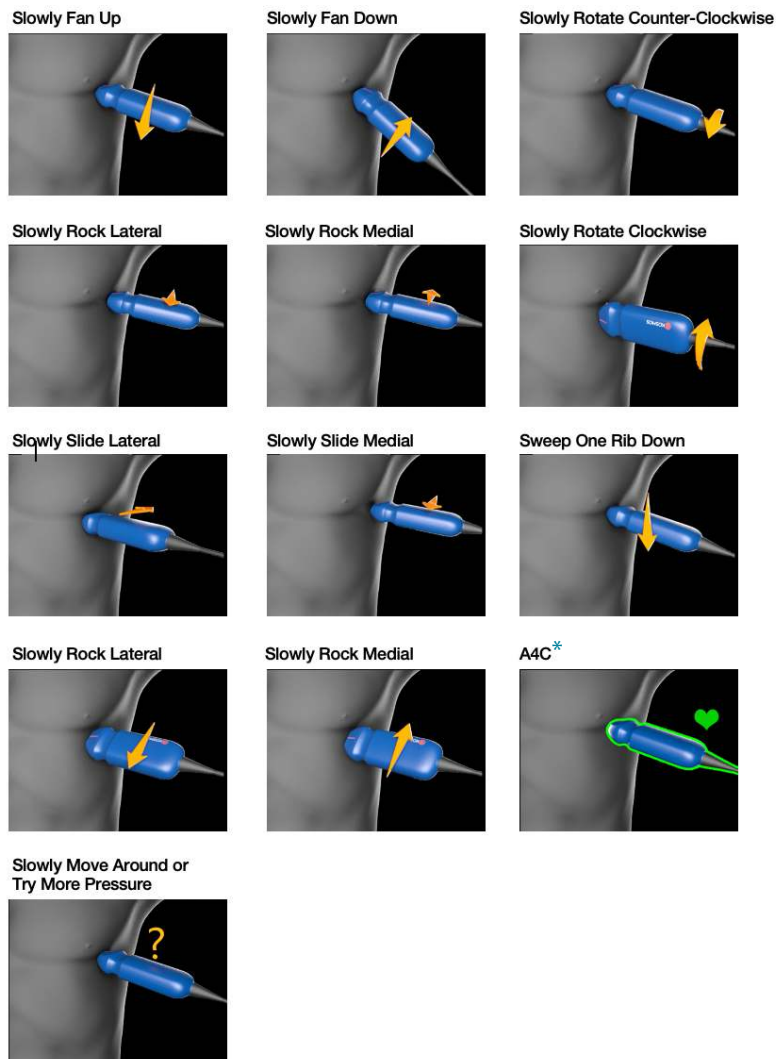 Slowly Fan Up
Slowly Fan Down
Slowly Rotate Counter-Clockwise
Slowly Rock Lateral
Slowly Rock Medial
Slowly Rotate Clockwise
Slowly Slide Lateral
Slowly Slide Medial
Sweep One Rib Down
Slowly Rock Lateral
Slowly Rock Medial
A4C*
Slowly Move Around or
Try More Pressure
?